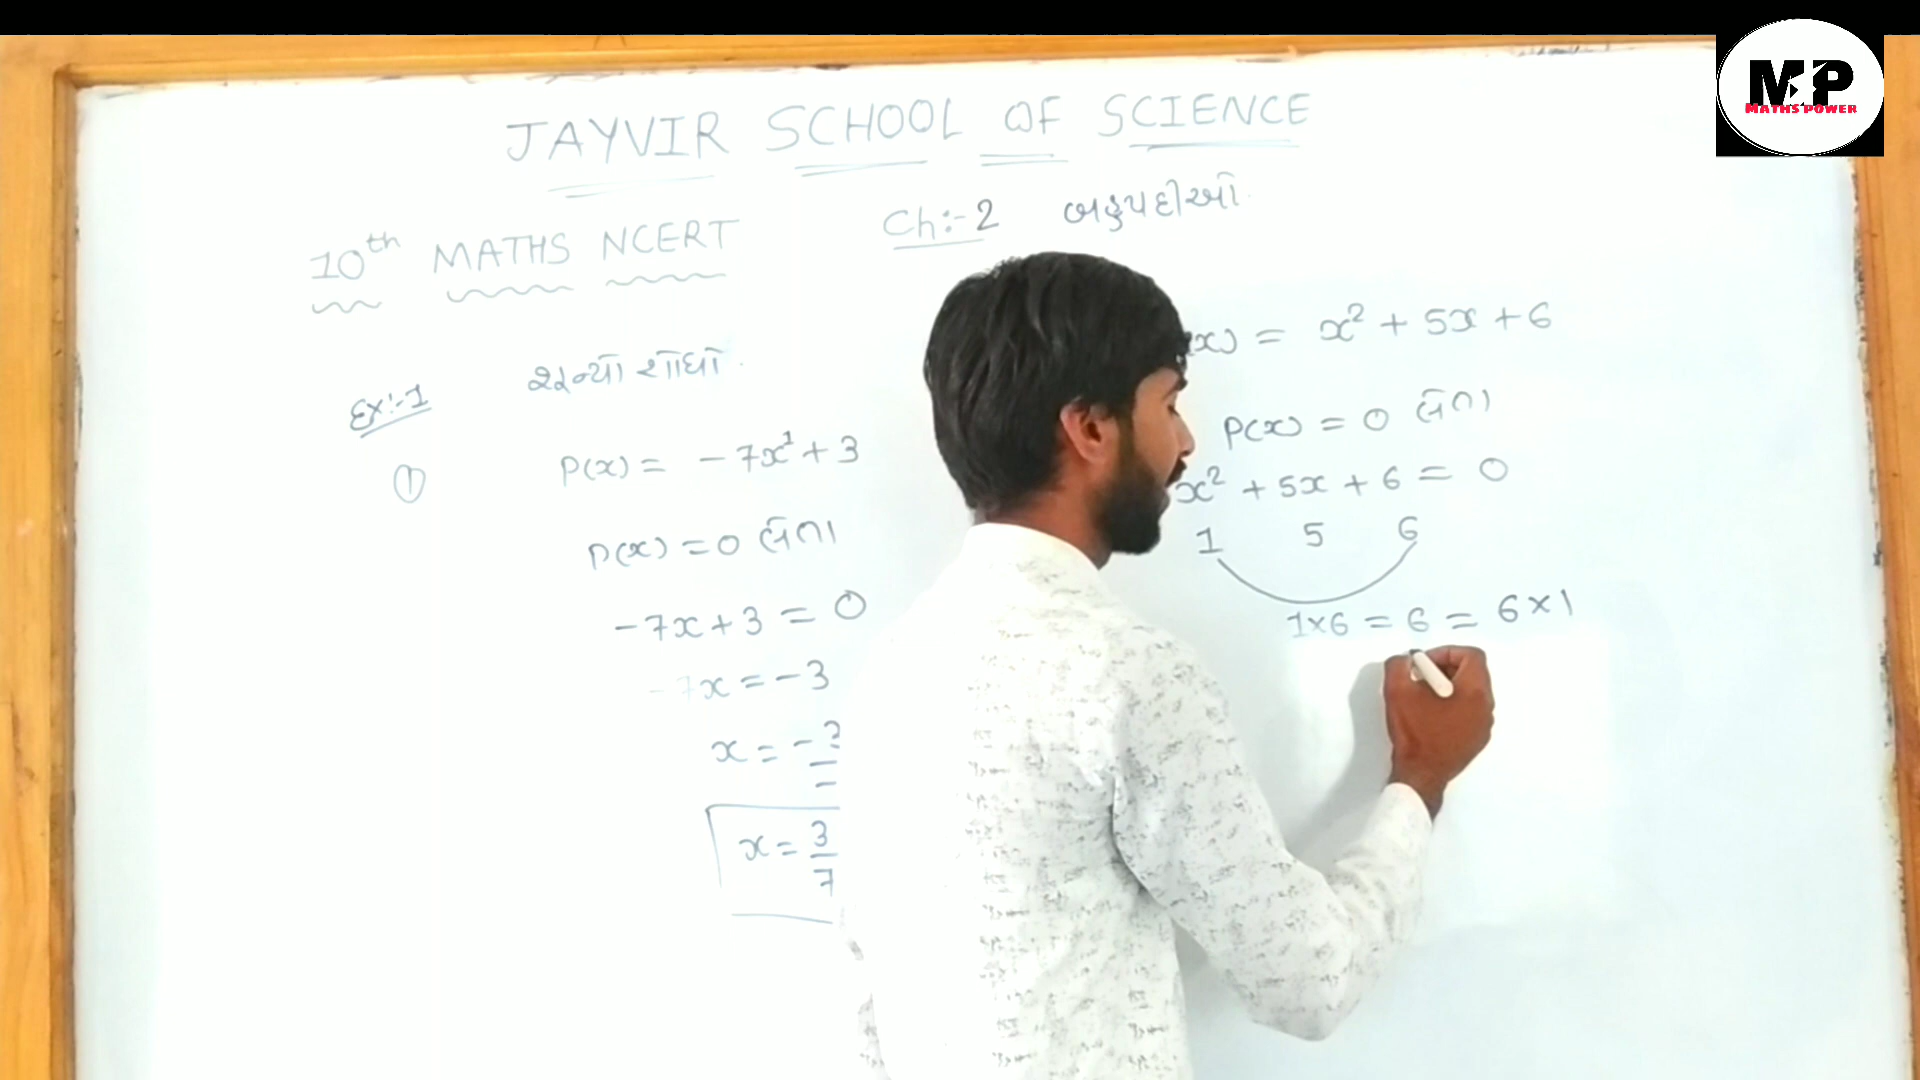 MP
MATHS POWER
JAYVIR SCHOOL OF SCIENCE
10th MATHS NCERT
Ch:-2 બહુપદીઓ.
Ex:-1 શૂન્યો શોધો.
① P(x) = -7x¹ + 3
P(x) = 0 લેતા
-7x + 3 = 0
-7x = -3
x = -3
x = 3/7
(x) = x² + 5x + 6
P(x) = 0 લેતા
x² + 5x + 6 = 0
1 5 6
1×6 = 6 = 6×1